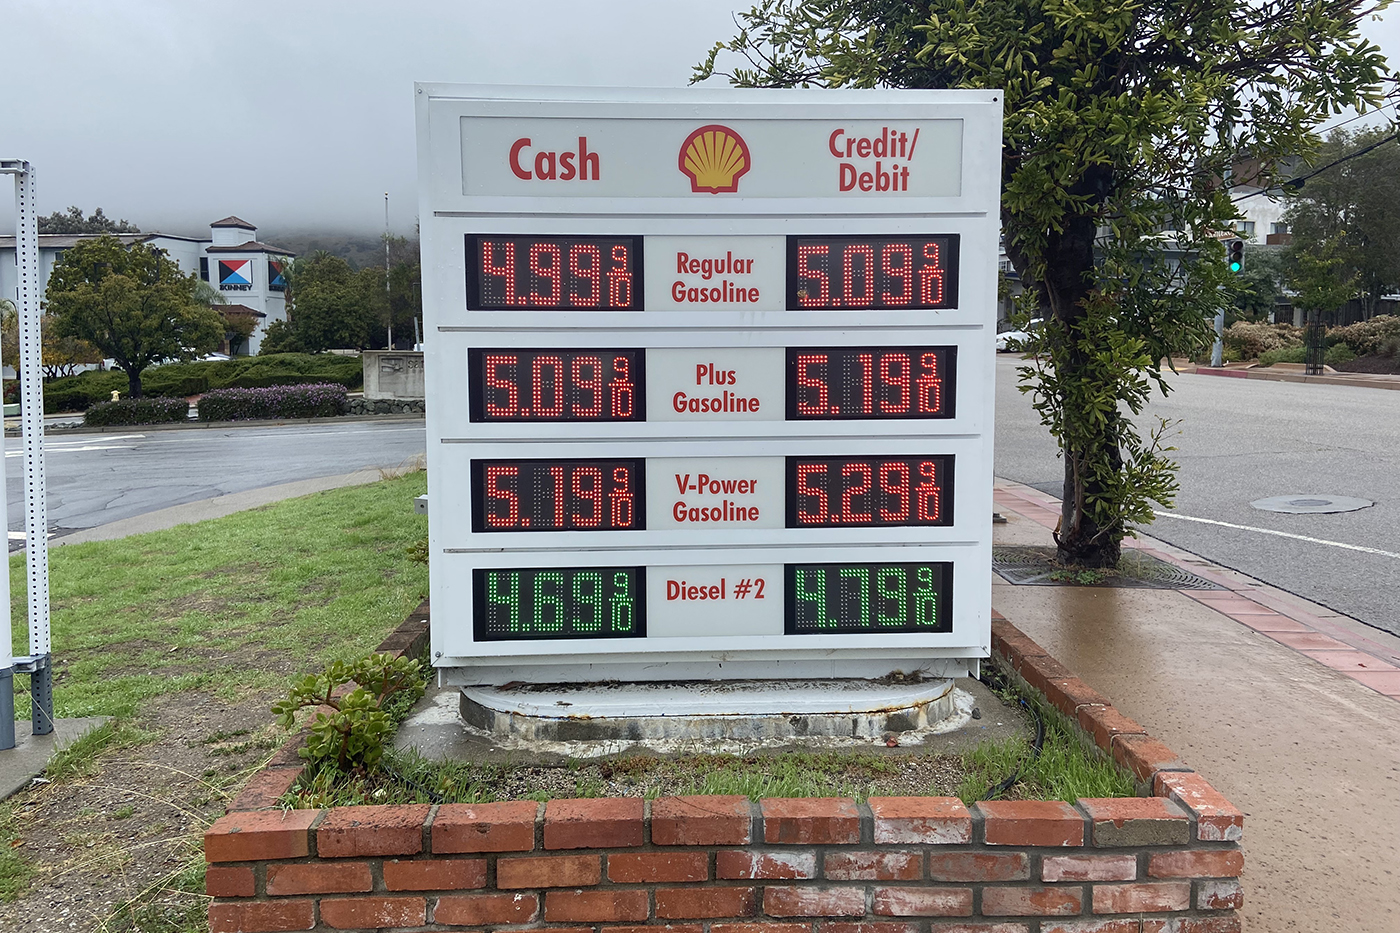 Cash
Credit/
Debit
4.99 9/10
Regular
Gasoline
5.09 9/10
5.09 9/10
Plus
Gasoline
5.19 9/10
5.19 9/10
V-Power
Gasoline
5.29 9/10
4.69 9/10
Diesel #2
4.79 9/10
KINNEY